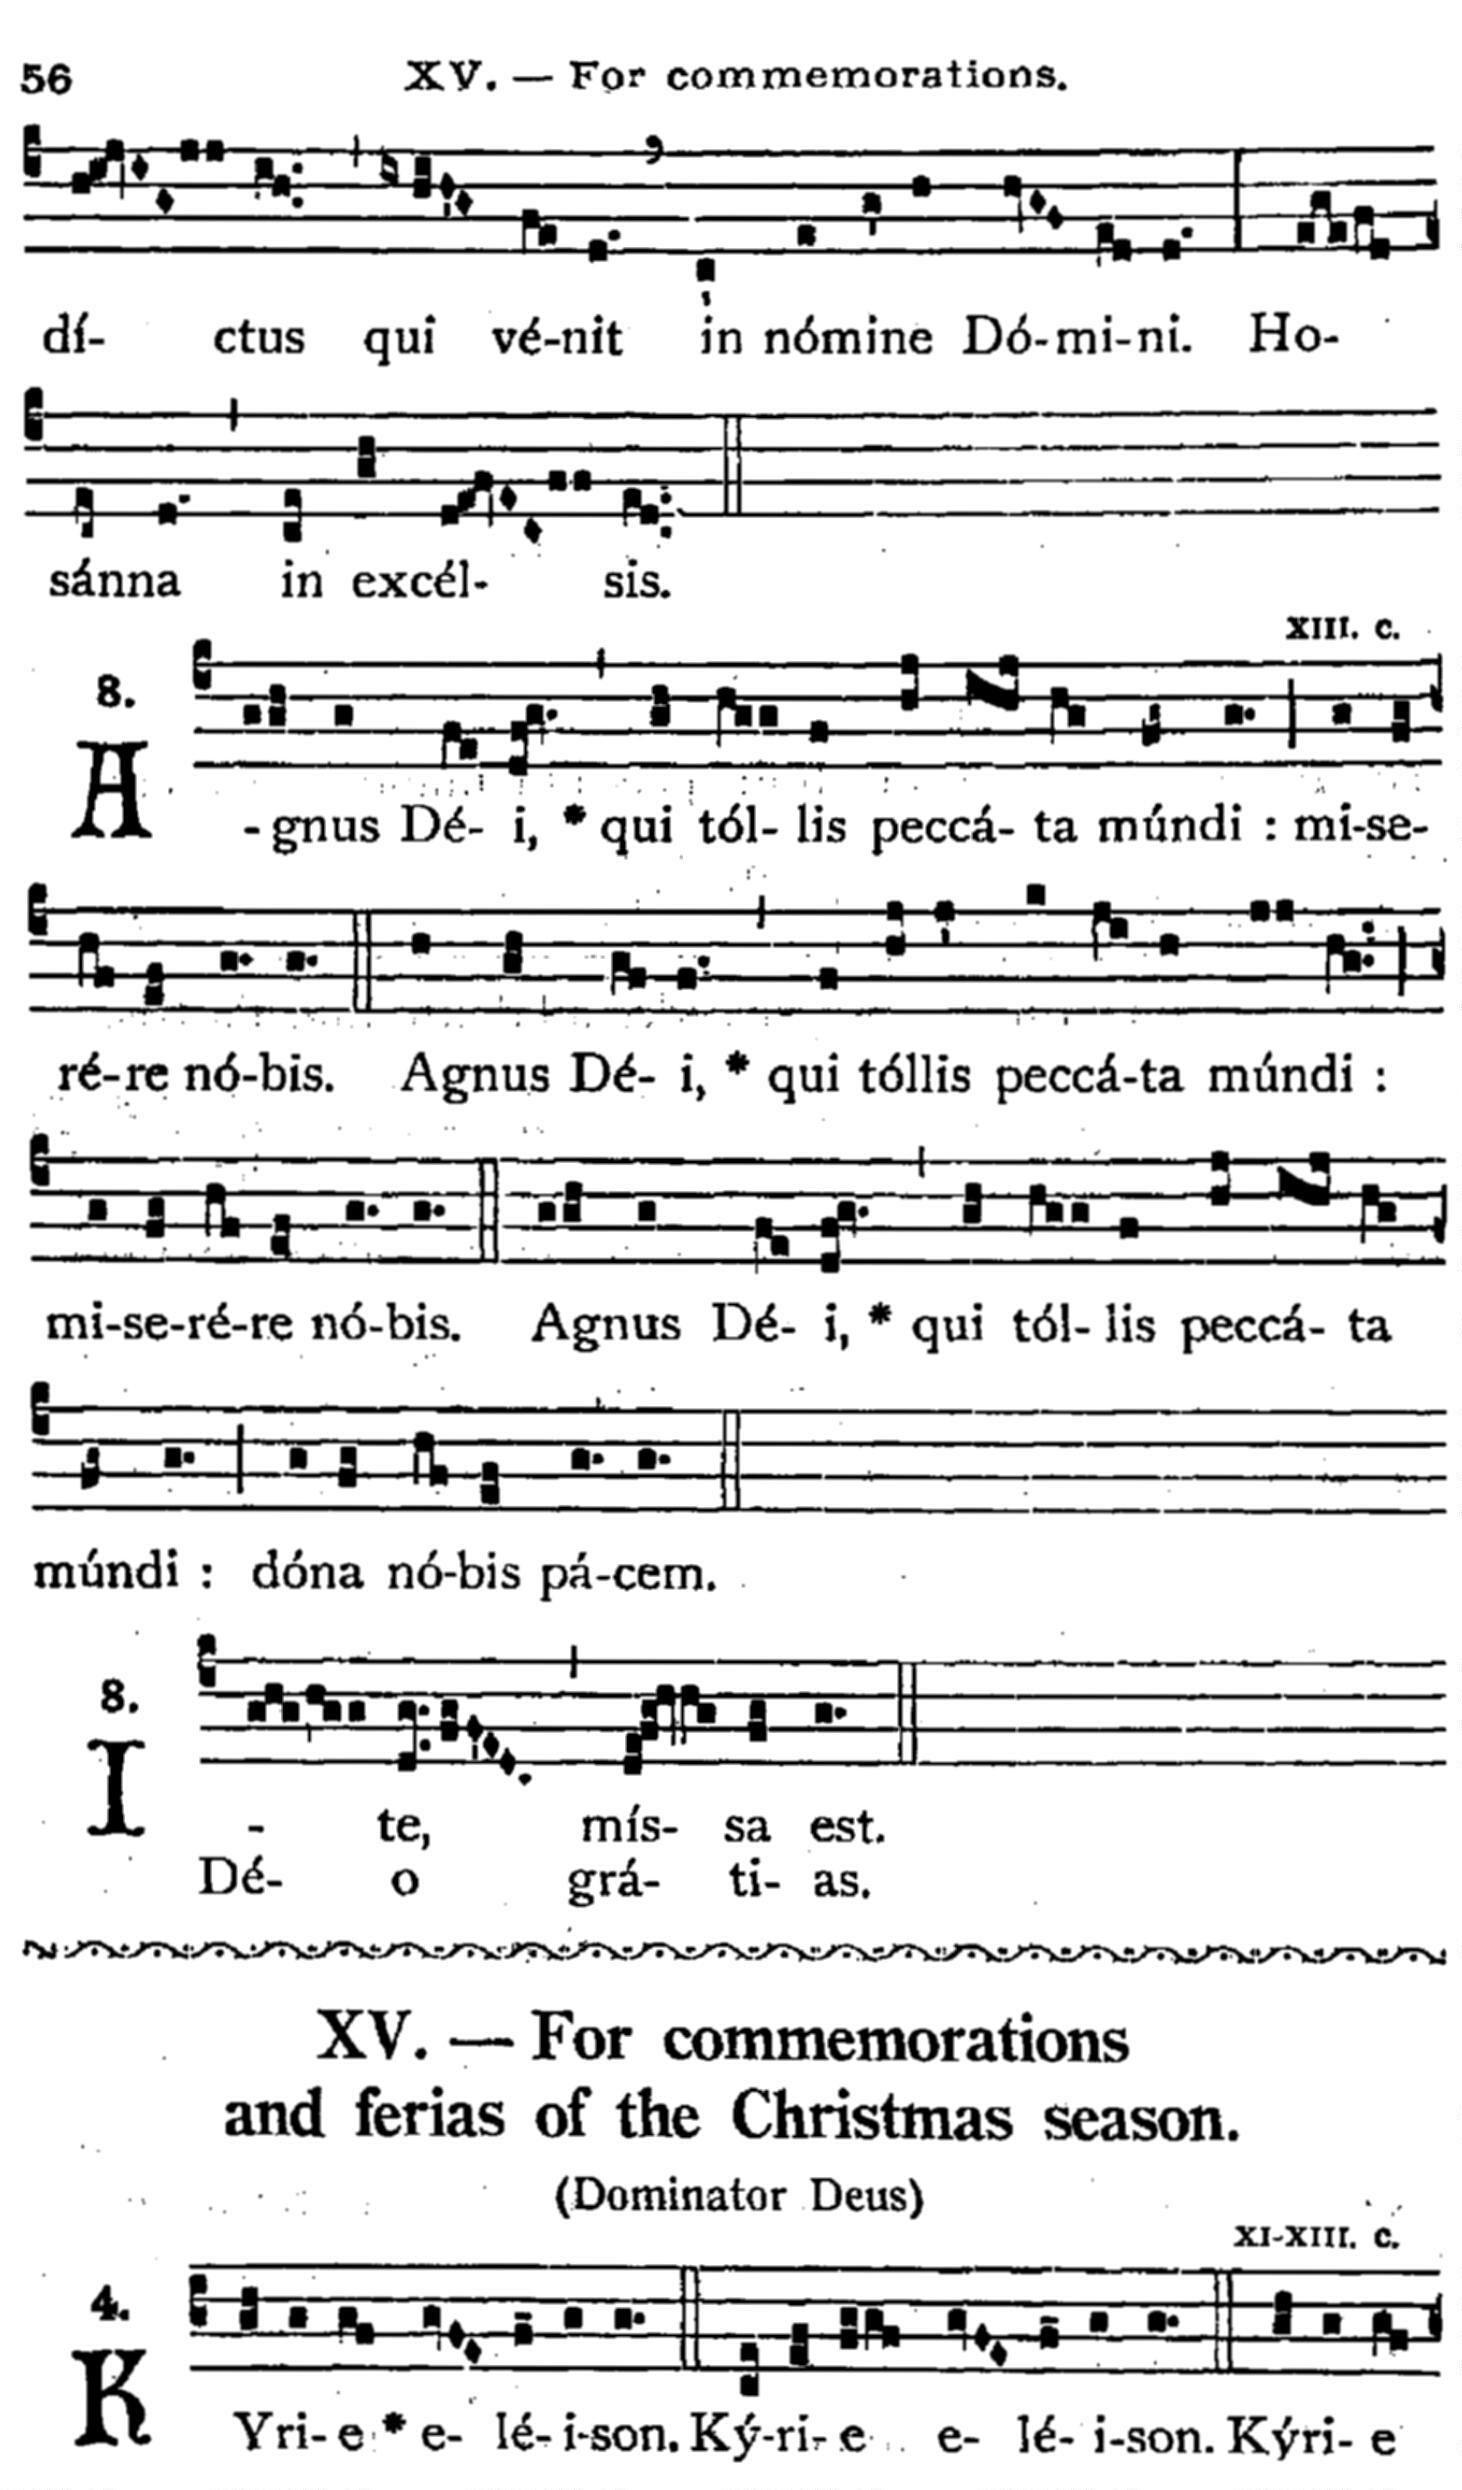 56 XV. — For commemorations.
dí- ctus qui vé-nit in nómine Dó-mi-ni. Ho-
sánna in excél- sis.
XIII. c.
8.
A -gnus Dé- i, * qui tól- lis peccá- ta múndi : mi-se-
ré-re nó-bis. Agnus Dé- i, * qui tóllis peccá-ta múndi :
mi-se-ré-re nó-bis. Agnus Dé- i, * qui tól- lis peccá- ta
múndi : dóna nó-bis pá-cem.
8.
I - te, mís- sa est.
Dé- o grá- ti- as.
XV. — For commemorations
and ferias of the Christmas season.
(Dominator Deus)
XI-XIII. c.
4.
K Yri- e * e- lé- i-son. Ký-ri- e e- lé- i-son. Kýri- e